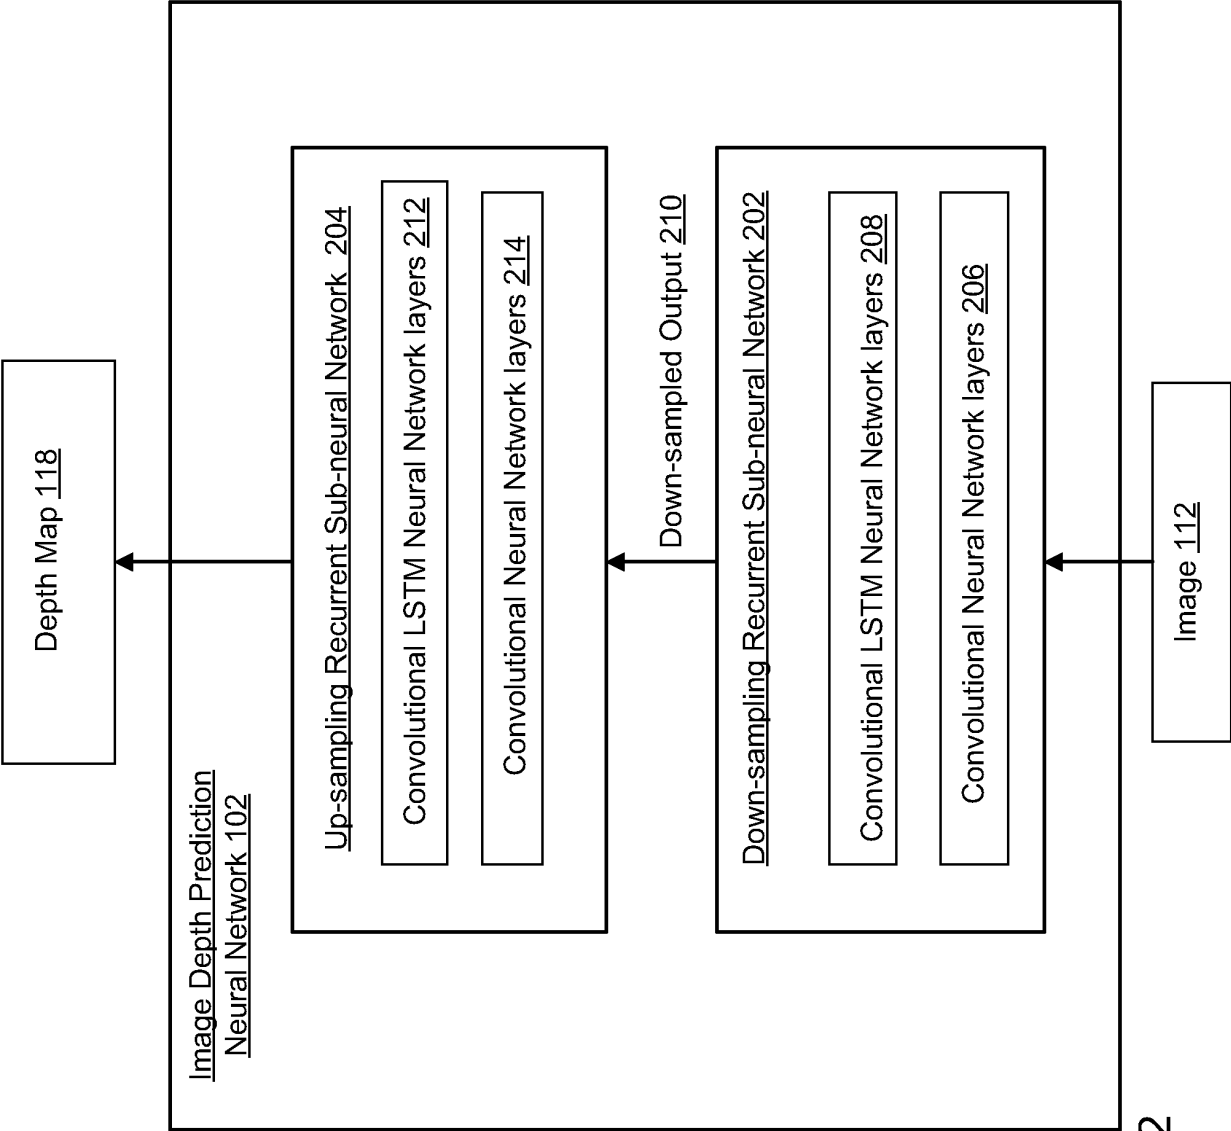 Depth Map 118
Image Depth Prediction
Neural Network 102
Up-sampling Recurrent Sub-neural Network 204
Convolutional LSTM Neural Network layers 212
Convolutional Neural Network layers 214
Down-sampled Output 210
Down-sampling Recurrent Sub-neural Network 202
Convolutional LSTM Neural Network layers 208
Convolutional Neural Network layers 206
Image 112
2